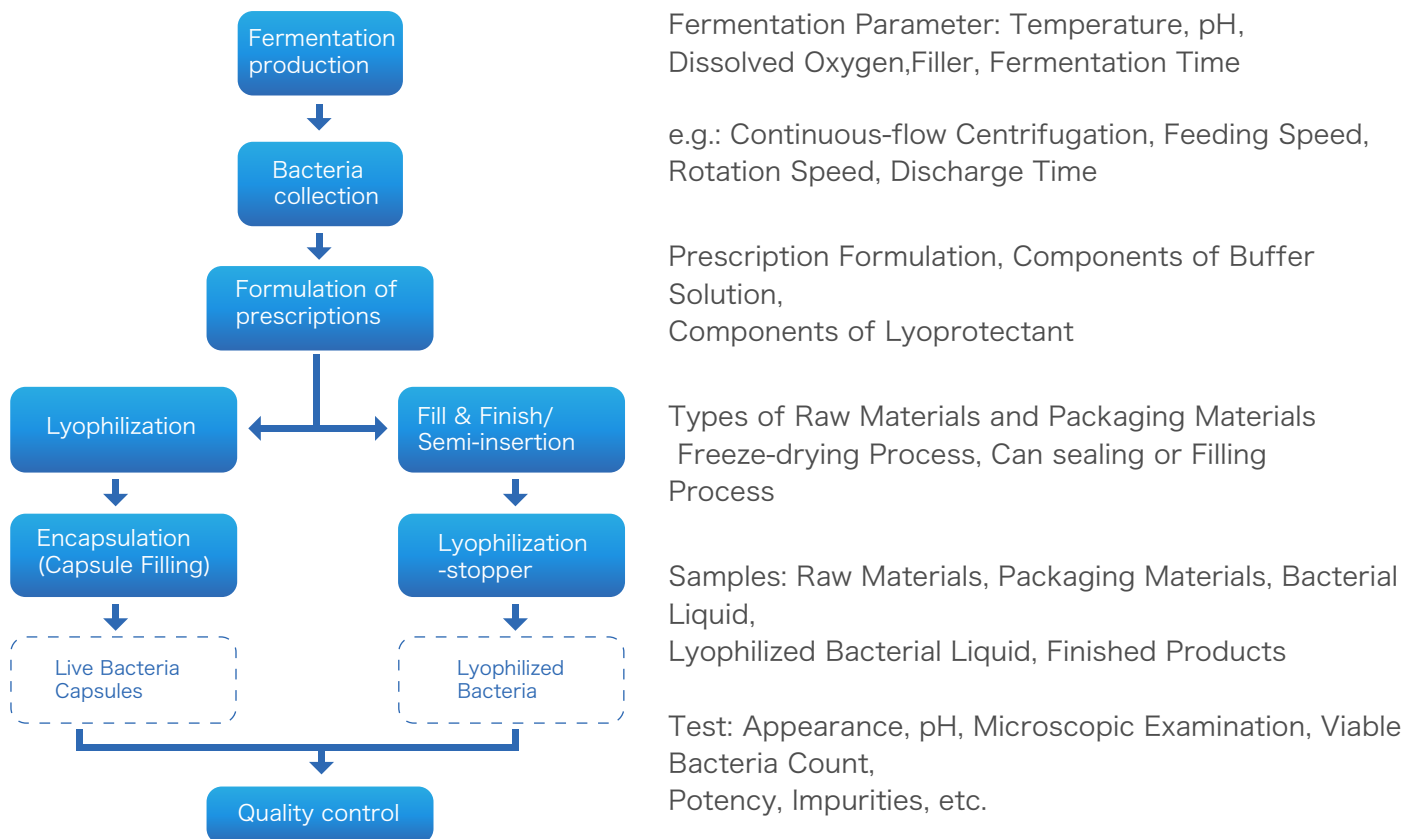 Fermentation
production
Fermentation Parameter: Temperature, pH,
Dissolved Oxygen,Filler, Fermentation Time
Bacteria
collection
e.g.: Continuous-flow Centrifugation, Feeding Speed,
Rotation Speed, Discharge Time
Formulation of
prescriptions
Prescription Formulation, Components of Buffer
Solution,
Components of Lyoprotectant
Lyophilization
Fill & Finish/
Semi-insertion
Types of Raw Materials and Packaging Materials
Freeze-drying Process, Can sealing or Filling
Process
Encapsulation
(Capsule Filling)
Lyophilization
-stopper
Samples: Raw Materials, Packaging Materials, Bacterial
Liquid,
Lyophilized Bacterial Liquid, Finished Products
Live Bacteria
Capsules
Lyophilized
Bacteria
Test: Appearance, pH, Microscopic Examination, Viable
Bacteria Count,
Potency, Impurities, etc.
Quality control